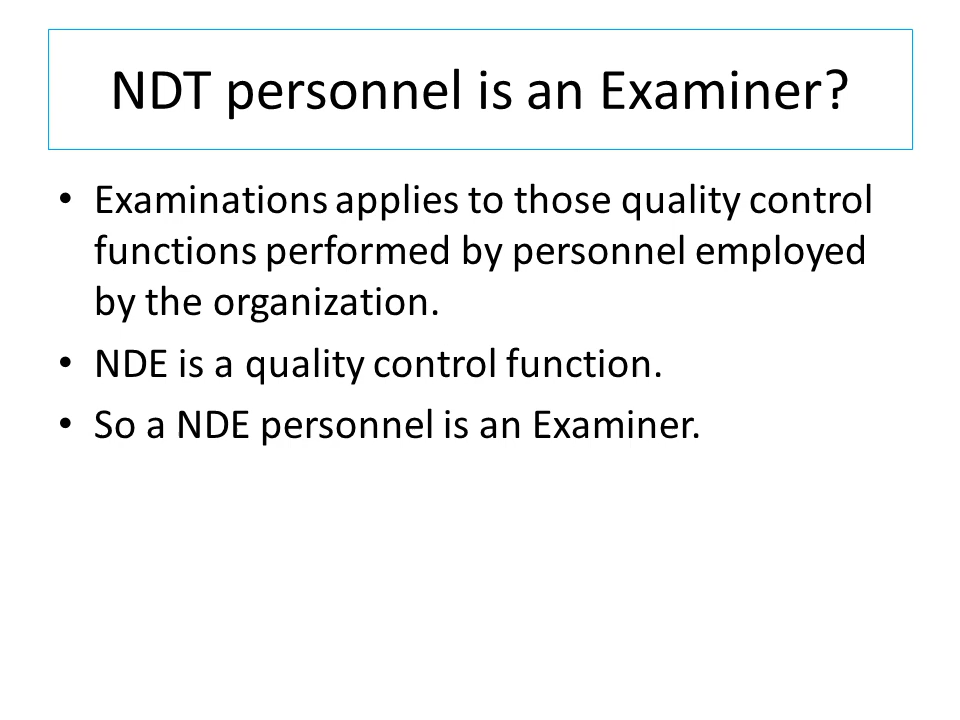 NDT personnel is an Examiner?
• Examinations applies to those quality control
functions performed by personnel employed
by the organization.
• NDE is a quality control function.
• So a NDE personnel is an Examiner.